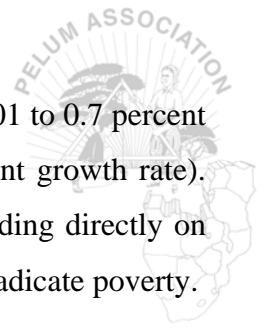 PELUM ASSOCIATION
01 to 0.7 percent
nt growth rate).
ding directly on
adicate poverty.